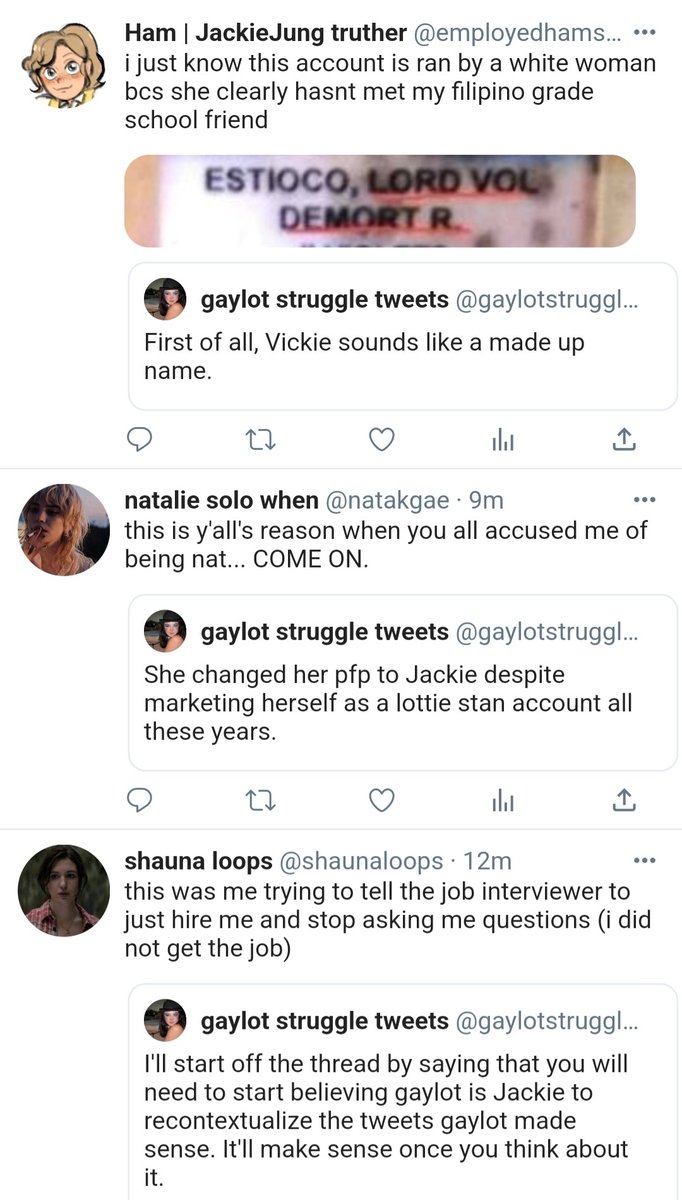 Ham | JackieJung truther @employedhams...
i just know this account is ran by a white woman
bcs she clearly hasnt met my filipino grade
school friend
ESTIOCO, LORD VOL
DEMORT R.
gaylot struggle tweets @gaylotstruggl...
First of all, Vickie sounds like a made up
name.
natalie solo when @natakgae · 9m
this is y'all's reason when you all accused me of
being nat... COME ON.
gaylot struggle tweets @gaylotstruggl...
She changed her pfp to Jackie despite
marketing herself as a lottie stan account all
these years.
shauna loops @shaunaloops · 12m
this was me trying to tell the job interviewer to
just hire me and stop asking me questions (i did
not get the job)
gaylot struggle tweets @gaylotstruggl...
I'll start off the thread by saying that you will
need to start believing gaylot is Jackie to
recontextualize the tweets gaylot made
sense. It'll make sense once you think about
it.